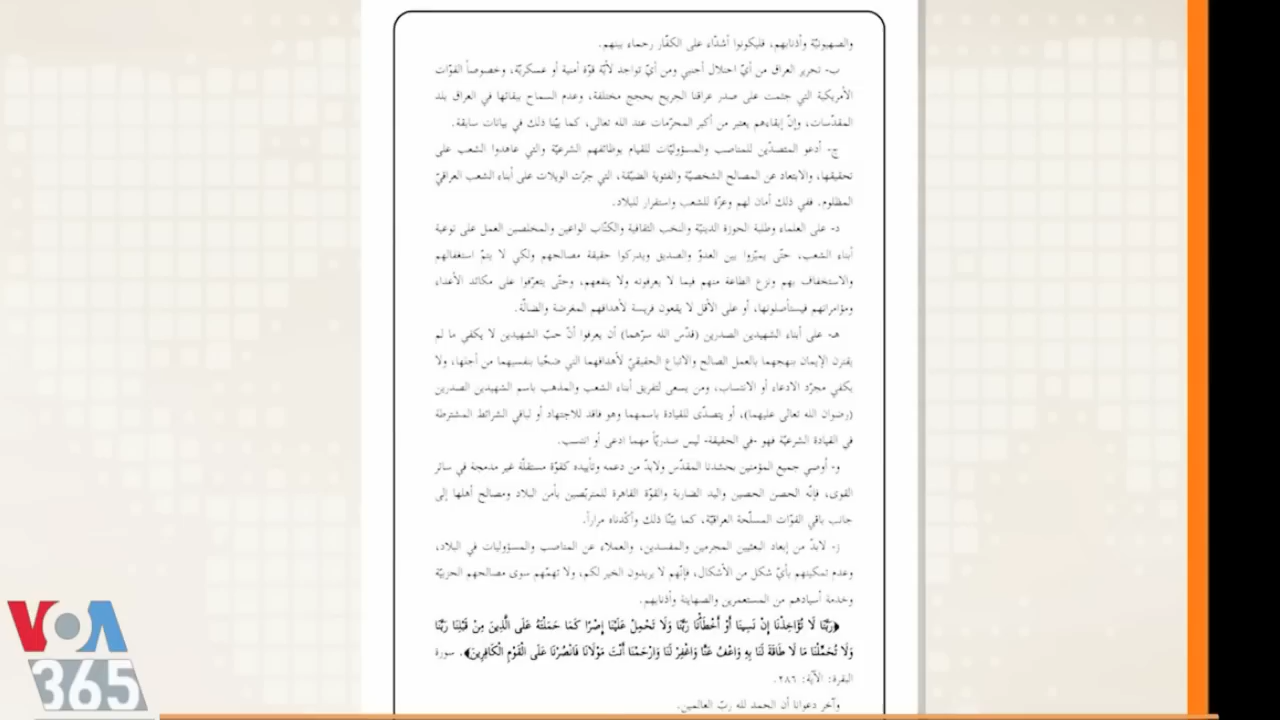 والصهيونيّة وأذنابهم، فليكونوا أشدّاء على الكفّار رحماء بينهم.
ب- تحرير العراق من أيّ احتلال أجنبي ومن أيّ تواجد لأيّة قوّة أمنية أو عسكريّة، وخصوصاً القوّات
الأمريكية التي جثمت على صدر عراقنا الجريح بحجج مختلفة، وعدم السماح ببقائها في العراق بلد
المقدّسات، وإنّ إبقاءهم يعتبر من أكبر المحرّمات عند الله تعالى، كما بيّنا ذلك في بيانات سابقة.
ج- أدعو المتصدّين للمناصب والمسؤوليّات للقيام بوظائفهم الشرعيّة والتي عاهدوا الشعب على
تحقيقها، والابتعاد عن المصالح الشخصيّة والفئوية الضيّقة، التي جرّت الويلات على أبناء الشعب العراقيّ
المظلوم. ففي ذلك أمان لهم وعزّة للشعب واستقرار للبلاد.
د- على العلماء وطلبة الحوزة الدينيّة والنخب الثقافية والكتّاب الواعين والمخلصين العمل على توعية
أبناء الشعب، حتّى يميّزوا بين العدوّ والصديق ويدركوا حقيقة مصالحهم ولكي لا يتمّ استغفالهم
والاستخفاف بهم ونزع الطاعة منهم فيما لا يعرفونه ولا ينفعهم، وحتّى يتعرّفوا على مكائد الأعداء
ومؤامراتهم فيستأصلونها، أو على الأقل لا يقعون فريسة لأهدافهم المغرضة والضالّة.
هـ- على أبناء الشهيدين الصدرين (قدّس الله سرّهما) أن يعرفوا أنّ حبّ الشهيدين لا يكفي ما لم
يقترن الإيمان بنهجهما بالعمل الصالح والاتباع الحقيقيّ لأهدافهما التي ضحّيا بنفسيهما من أجلها، ولا
يكفي مجرّد الادعاء أو الانتساب، ومن يسعى لتفريق أبناء الشعب والمذهب باسم الشهيدين الصدرين
(رضوان الله تعالى عليهما)، أو يتصدّى للقيادة باسمهما وهو فاقد للاجتهاد أو لباقي الشرائط المشترطة
في القيادة الشرعيّة فهو -في الحقيقة- ليس صدريّاً مهما ادعى أو انتسب.
و- أوصي جميع المؤمنين بحشدنا المقدّس ولابدّ من دعمه وتأييده كقوّة مستقلّة غير مدمجة في سائر
القوى، فإنّه الحصن الحصين واليد الضاربة والقوّة القاهرة للمتربّصين بأمن البلاد ومصالح أهلها إلى
جانب باقي القوّات المسلّحة العراقيّة، كما بيّنّا ذلك وأكّدناه مراراً.
ز- لابدّ من إبعاد البعثيين المجرمين والمفسدين، والعملاء عن المناصب والمسؤوليات في البلاد،
وعدم تمكينهم بأيّ شكل من الأشكال، فإنّهم لا يريدون الخير لكم، ولا تهمّهم سوى مصالحهم الحزبيّة
وخدمة أسيادهم من المستعمرين والصهاينة وأذنابهم.
﴿رَبَّنَا لَا تُؤَاخِذْنَا إِنْ نَسِينَا أَوْ أَخْطَأْنَا رَبَّنَا وَلَا تَحْمِلْ عَلَيْنَا إِصْرًا كَمَا حَمَلْتَهُ عَلَى الَّذِينَ مِنْ قَبْلِنَا رَبَّنَا
وَلَا تُحَمِّلْنَا مَا لَا طَاقَةَ لَنَا بِهِ وَاعْفُ عَنَّا وَاغْفِرْ لَنَا وَارْحَمْنَا أَنْتَ مَوْلَانَا فَانْصُرْنَا عَلَى الْقَوْمِ الْكَافِرِينَ﴾. سورة
البقرة: الآية: ٢٨٦.
وآخر دعوانا أن الحمد لله ربّ العالمين.
VOA
365